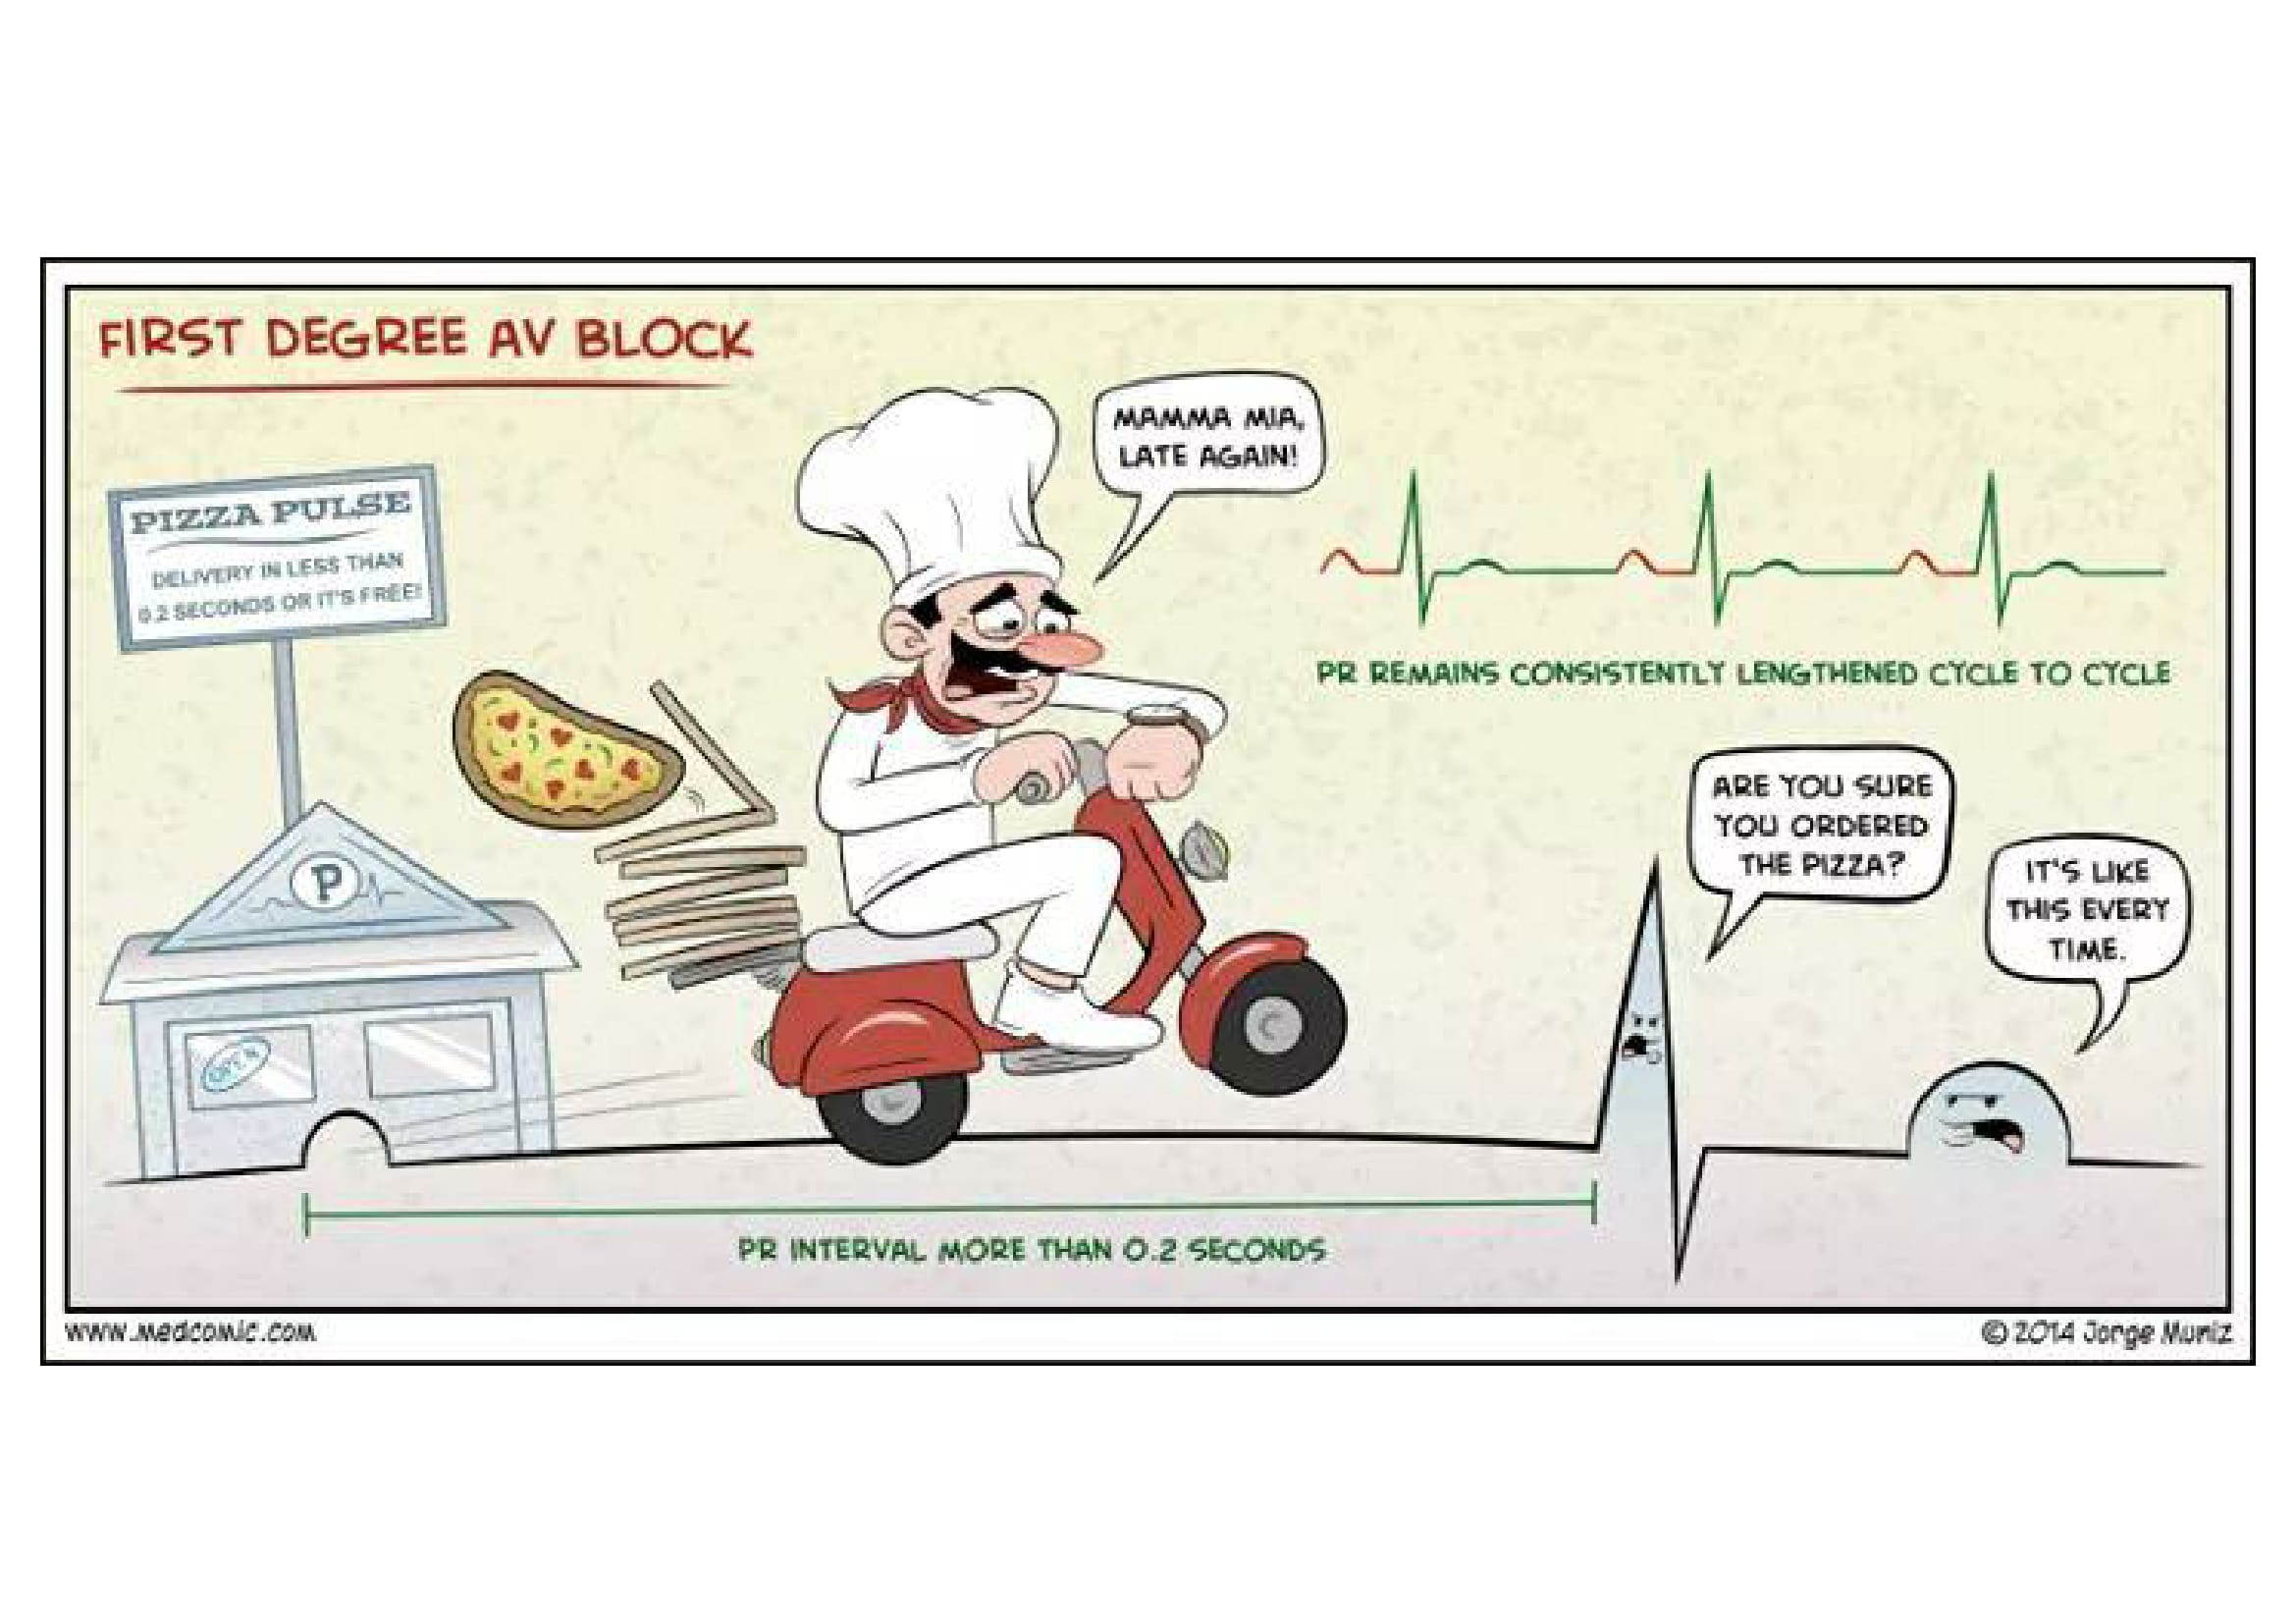 FIRST DEGREE AV BLOCK
MAMMA MIA,
LATE AGAIN!
PIZZA PULSE
DELIVERY IN LESS THAN
0.2 SECONDS OR IT'S FREE!
PR REMAINS CONSISTENTLY LENGTHENED CYCLE TO CYCLE
ARE YOU SURE
YOU ORDERED
THE PIZZA?
IT'S LIKE
THIS EVERY
TIME.
P
OPEN
PR INTERVAL MORE THAN 0.2 SECONDS
www.medcomic.com
© 2014 Jorge Muniz